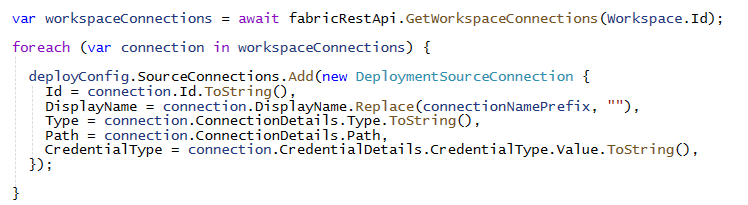 var workspaceConnections = await fabricRestApi.GetWorkspaceConnections(Workspace.Id);
foreach (var connection in workspaceConnections) {
deployConfig.SourceConnections.Add(new DeploymentSourceConnection {
Id = connection.Id.ToString(),
DisplayName = connection.DisplayName.Replace(connectionNamePrefix, ""),
Type = connection.ConnectionDetails.Type.ToString(),
Path = connection.ConnectionDetails.Path,
CredentialType = connection.CredentialDetails.CredentialType.Value.ToString(),
});
}